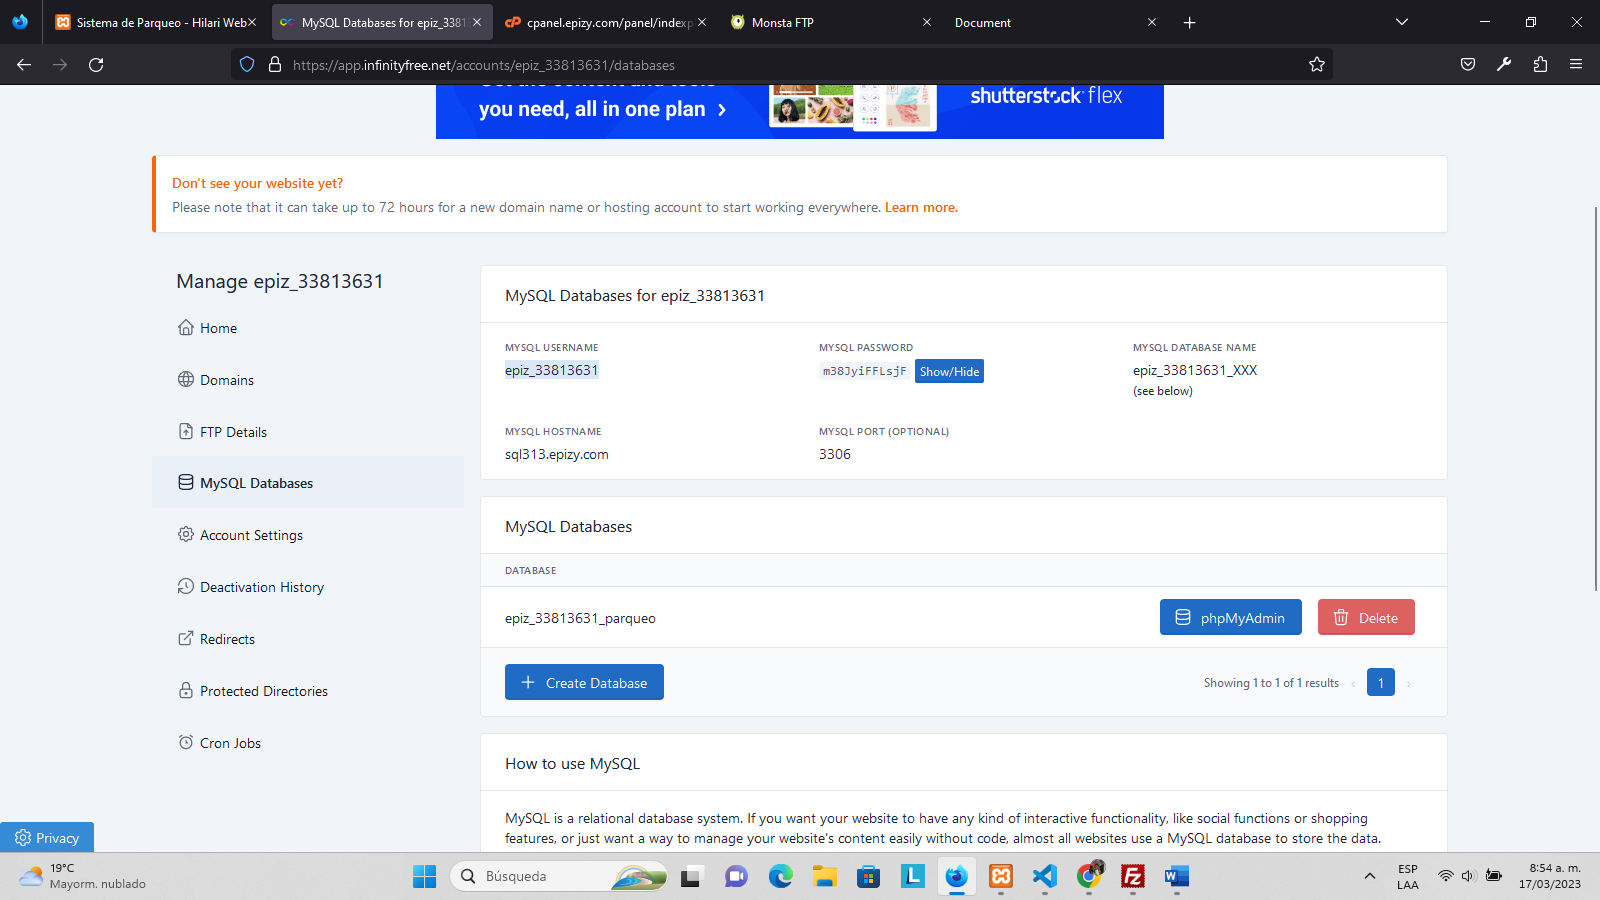 Sistema de Parqueo - Hilari Web
MySQL Databases for epiz_3381
cpanel.epizy.com/panel/indexp
Monsta FTP
Document
https://app.infinityfree.net/accounts/epiz_33813631/databases
you need, all in one plan
shutterstock flex
Don't see your website yet?
Please note that it can take up to 72 hours for a new domain name or hosting account to start working everywhere. Learn more.
Manage epiz_33813631
Home
Domains
FTP Details
MySQL Databases
Account Settings
Deactivation History
Redirects
Protected Directories
Cron Jobs
MySQL Databases for epiz_33813631
MYSQL USERNAME
epiz_33813631
MYSQL PASSWORD
m38JyiFFLsjF Show/Hide
MYSQL DATABASE NAME
epiz_33813631_XXX
(see below)
MYSQL HOSTNAME
sql313.epizy.com
MYSQL PORT (OPTIONAL)
3306
MySQL Databases
DATABASE
epiz_33813631_parqueo
phpMyAdmin
Delete
Create Database
Showing 1 to 1 of 1 results ‹ 1 ›
How to use MySQL
MySQL is a relational database system. If you want your website to have any kind of interactive functionality, like social functions or shopping
features, or just want a way to manage your website's content easily without code, almost all websites use a MySQL database to store the data.
Privacy
19°C
Mayorm. nublado
Búsqueda
ESP
LAA
8:54 a. m.
17/03/2023